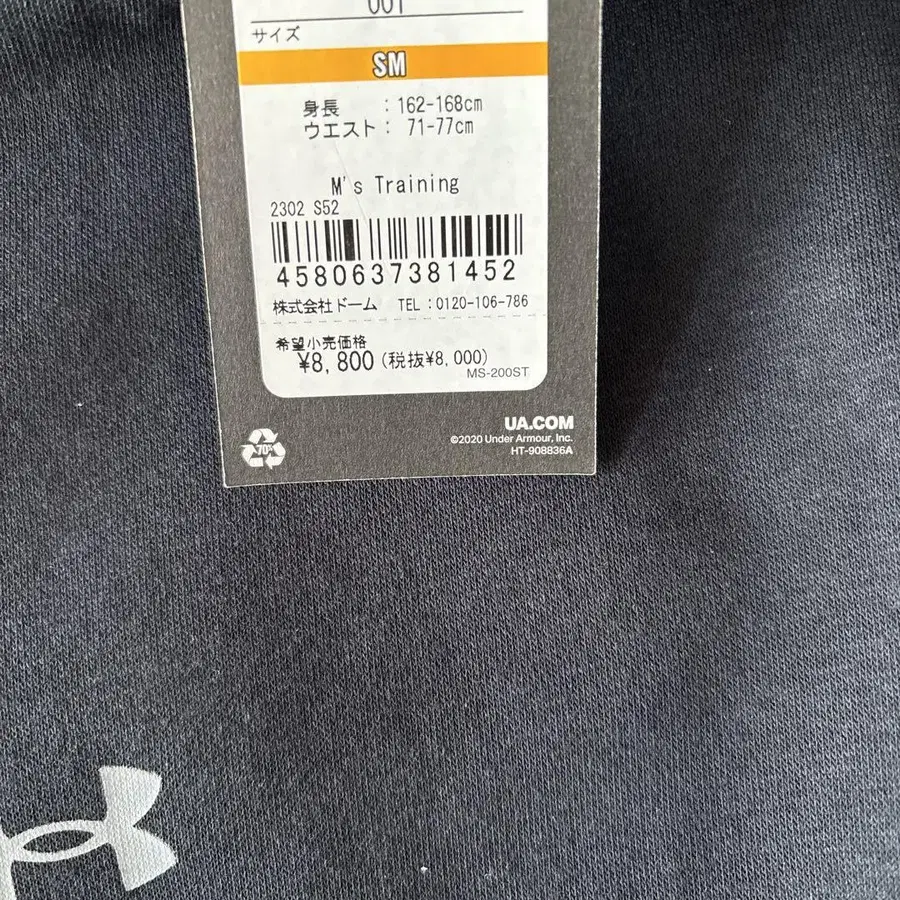 001
サイズ
SM
身長 : 162-168cm
ウエスト : 71-77cm
M's Training
2302 S52
4580637381452
株式会社ドーム TEL:0120-106-786
希望小売価格
¥8,800(税抜¥8,000)
MS-200ST
UA.COM
©2020 Under Armour, Inc.
HT-908836A
70%